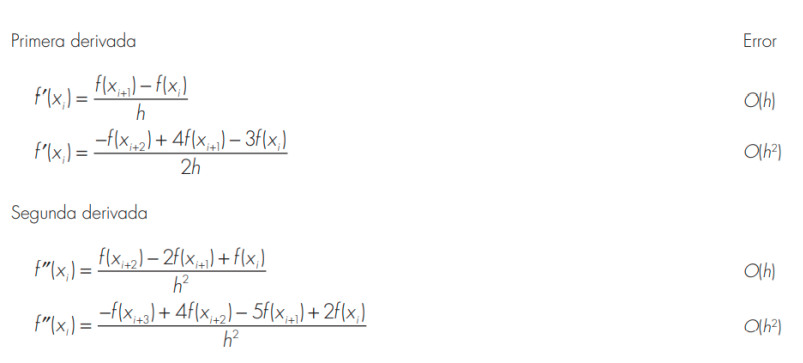 Primera derivada Error
f′(xᵢ) = (f(xᵢ₊₁) – f(xᵢ)) / h O(h)
f′(xᵢ) = (–f(xᵢ₊₂) + 4f(xᵢ₊₁) – 3f(xᵢ)) / 2h O(h²)
Segunda derivada
f″(xᵢ) = (f(xᵢ₊₂) – 2f(xᵢ₊₁) + f(xᵢ)) / h² O(h)
f″(xᵢ) = (–f(xᵢ₊₃) + 4f(xᵢ₊₂) – 5f(xᵢ₊₁) + 2f(xᵢ)) / h² O(h²)